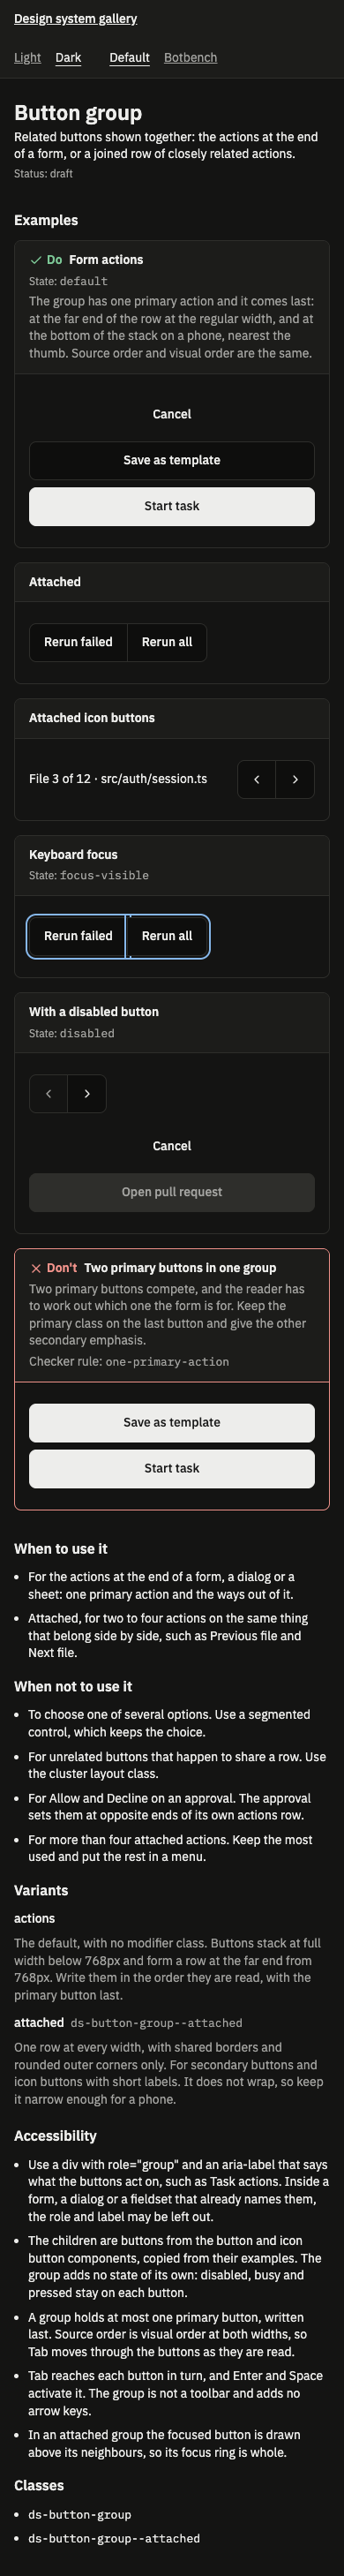 Design system gallery
Light Dark Default Botbench
Button group
Related buttons shown together: the actions at the end
of a form, or a joined row of closely related actions.
Status: draft
Examples
Do Form actions
State: default
The group has one primary action and it comes last:
at the far end of the row at the regular width, and at
the bottom of the stack on a phone, nearest the
thumb. Source order and visual order are the same.
Cancel
Save as template
Start task
Attached
Rerun failed Rerun all
Attached icon buttons
File 3 of 12 · src/auth/session.ts
Keyboard focus
State: focus-visible
Rerun failed Rerun all
With a disabled button
State: disabled
Cancel
Open pull request
Don't Two primary buttons in one group
Two primary buttons compete, and the reader has
to work out which one the form is for. Keep the
primary class on the last button and give the other
secondary emphasis.
Checker rule: one-primary-action
Save as template
Start task
When to use it
• For the actions at the end of a form, a dialog or a
sheet: one primary action and the ways out of it.
• Attached, for two to four actions on the same thing
that belong side by side, such as Previous file and
Next file.
When not to use it
• To choose one of several options. Use a segmented
control, which keeps the choice.
• For unrelated buttons that happen to share a row. Use
the cluster layout class.
• For Allow and Decline on an approval. The approval
sets them at opposite ends of its own actions row.
• For more than four attached actions. Keep the most
used and put the rest in a menu.
Variants
actions
The default, with no modifier class. Buttons stack at full
width below 768px and form a row at the far end from
768px. Write them in the order they are read, with the
primary button last.
attached ds-button-group--attached
One row at every width, with shared borders and
rounded outer corners only. For secondary buttons and
icon buttons with short labels. It does not wrap, so keep
it narrow enough for a phone.
Accessibility
• Use a div with role="group" and an aria-label that says
what the buttons act on, such as Task actions. Inside a
form, a dialog or a fieldset that already names them,
the role and label may be left out.
• The children are buttons from the button and icon
button components, copied from their examples. The
group adds no state of its own: disabled, busy and
pressed stay on each button.
• A group holds at most one primary button, written
last. Source order is visual order at both widths, so
Tab moves through the buttons as they are read.
• Tab reaches each button in turn, and Enter and Space
activate it. The group is not a toolbar and adds no
arrow keys.
• In an attached group the focused button is drawn
above its neighbours, so its focus ring is whole.
Classes
• ds-button-group
• ds-button-group--attached